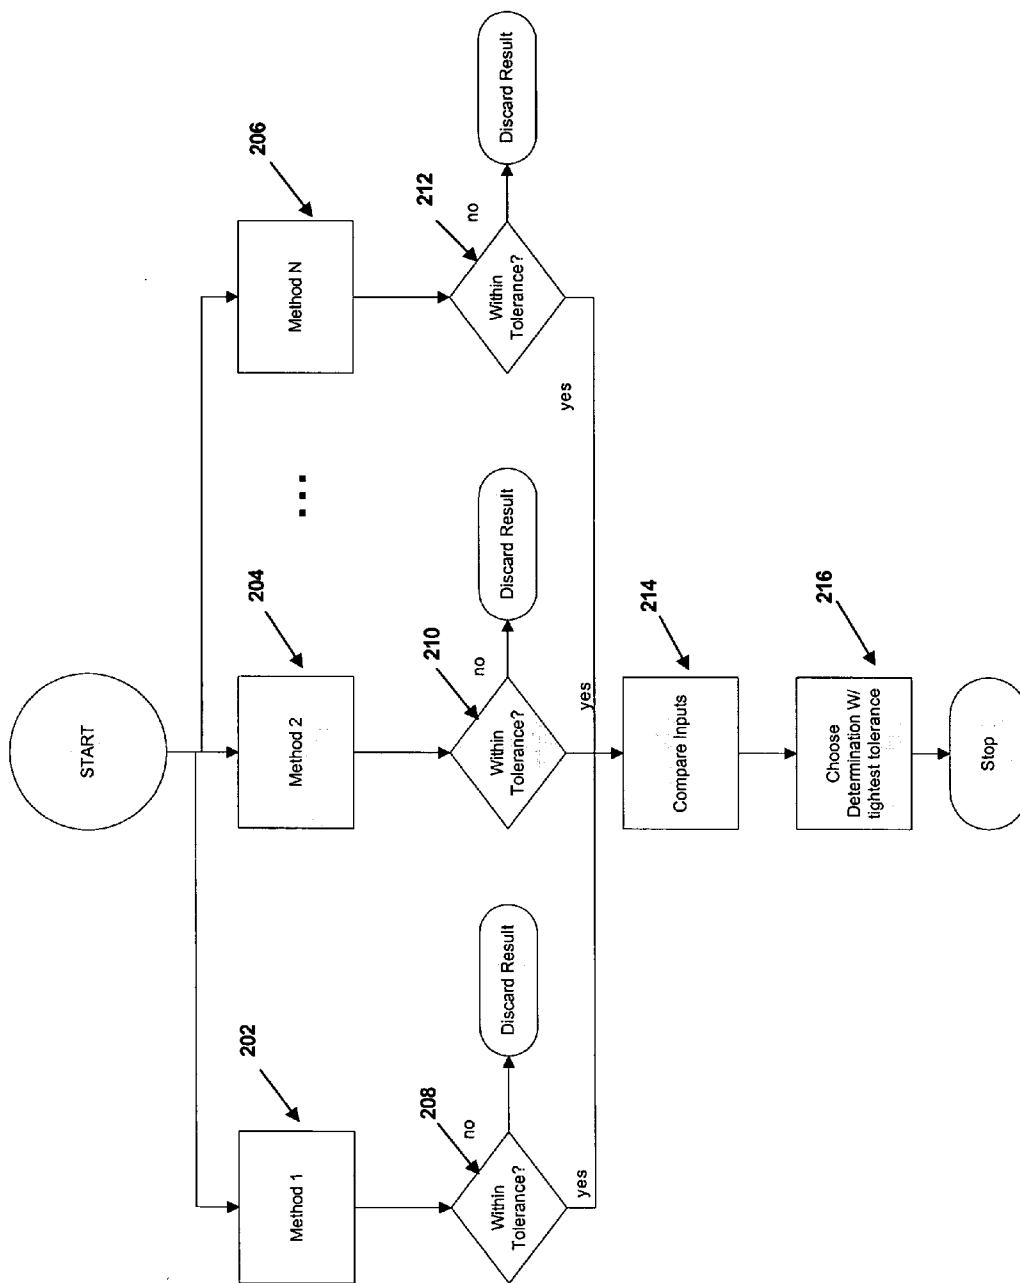 START
202
204
206
Method 1
Method 2
...
Method N
208
210
212
Within
Tolerance?
no
Discard Result
yes
Within
Tolerance?
no
Discard Result
yes
Within
Tolerance?
no
Discard Result
yes
214
Compare Inputs
216
Choose
Determination W/
tightest tolerance
Stop